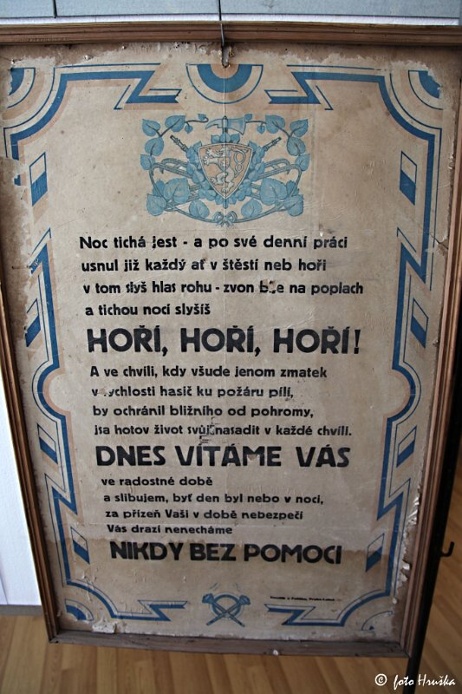 Noc tichá jest - a po své denní práci
usnul již každý ať v štěstí neb hoři
v tom slyš hlas rohu - zvon bije na poplach
a tichou nocí slyšíš
HOŘÍ, HOŘÍ, HOŘÍ!
A ve chvíli, kdy všude jenom zmatek
v rychlosti hasič ku požáru pílí,
by ochránil bližního od pohromy,
jsa hotov život svůj nasadit v každé chvíli.
DNES VÍTÁME VÁS
ve radostné době
a slibujem, byť den byl nebo v noci,
za přízeň Vaši v době nebezpečí
Vás drazí nenecháme
NIKDY BEZ POMOCI
© foto Hruška